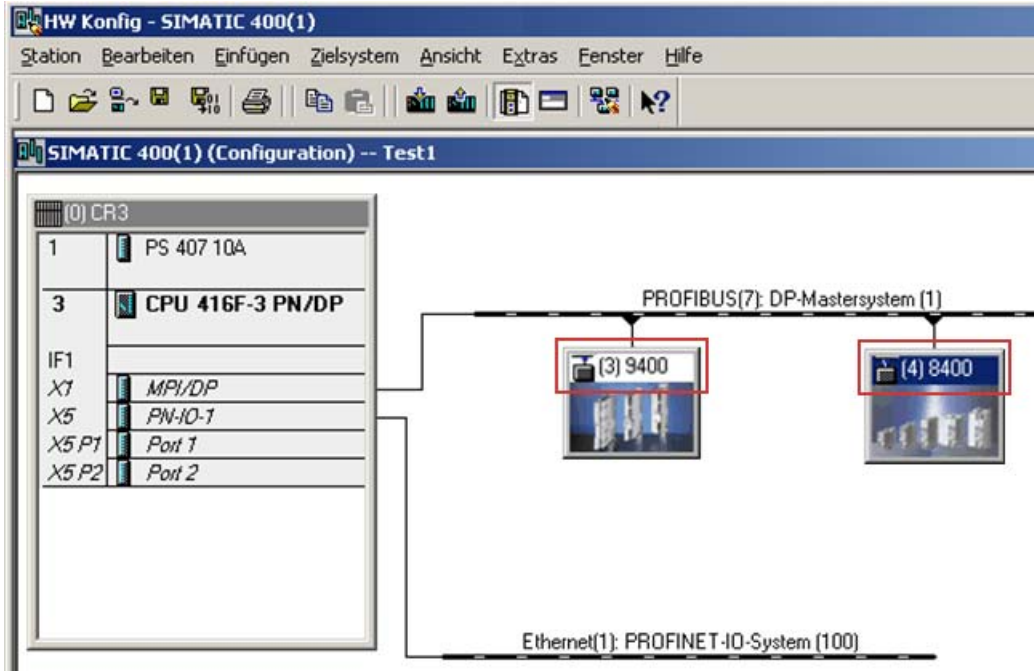 HW Konfig - SIMATIC 400(1)
Station Bearbeiten Einfügen Zielsystem Ansicht Extras Fenster Hilfe
SIMATIC 400(1) (Configuration) -- Test1
(0) CR3
1 PS 407 10A
3 CPU 416F-3 PN/DP
IF1
X1 MPI/DP
X5 PN-IO-1
X5 P1 Port 1
X5 P2 Port 2
PROFIBUS(7): DP-Mastersystem (1)
(3) 9400
(4) 8400
Ethernet(1): PROFINET-IO-System (100)